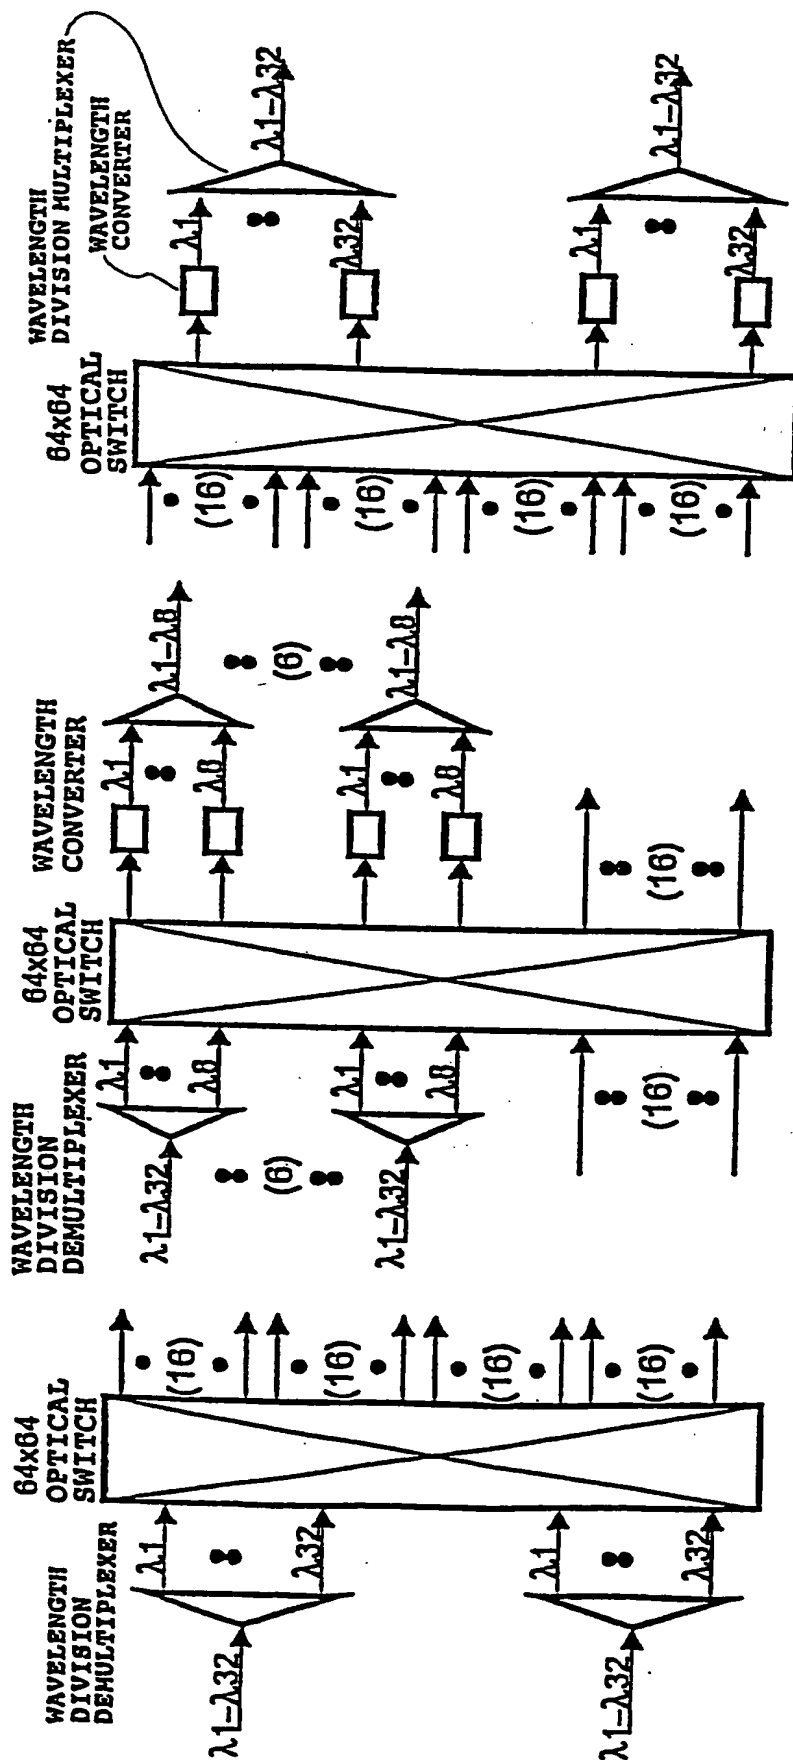 WAVELENGTH
DIVISION
DEMULTIPLEXER
64x64
OPTICAL
SWITCH
λ1-λ32
λ1
λ32
λ1-λ32
λ1
λ32
(16)
(16)
(16)
(16)
WAVELENGTH
DIVISION
DEMULTIPLEXER
64x64
OPTICAL
SWITCH
WAVELENGTH
CONVERTER
λ1-λ32
λ1
λ8
(6)
λ1-λ32
λ1
λ8
(16)
λ1
λ8
λ1-λ8
(6)
λ1
λ8
λ1-λ8
(16)
64x64
OPTICAL
SWITCH
WAVELENGTH
DIVISION MULTIPLEXER
WAVELENGTH
CONVERTER
(16)
(16)
(16)
(16)
λ1
λ32
λ1-λ32
λ1
λ32
λ1-λ32